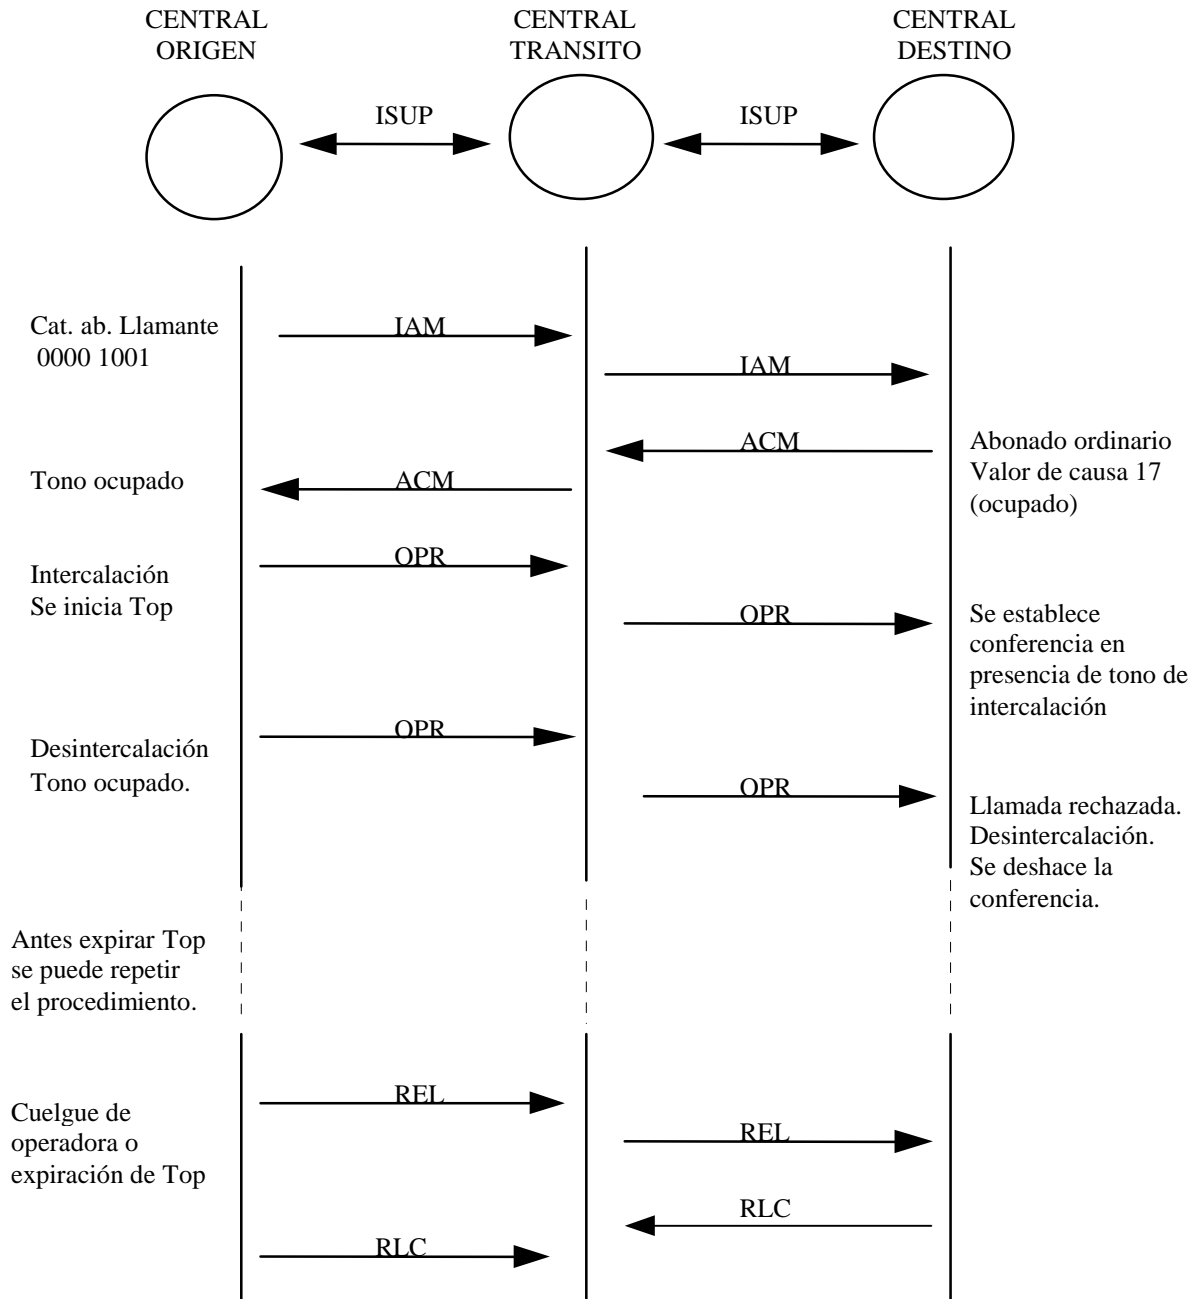 CENTRAL
ORIGEN
CENTRAL
TRANSITO
CENTRAL
DESTINO
ISUP
ISUP
Cat. ab. Llamante
0000 1001
IAM
IAM
ACM
Abonado ordinario
Valor de causa 17
(ocupado)
Tono ocupado
ACM
OPR
Intercalación
Se inicia Top
OPR
Se establece
conferencia en
presencia de tono de
intercalación
OPR
Desintercalación
Tono ocupado.
OPR
Llamada rechazada.
Desintercalación.
Se deshace la
conferencia.
Antes expirar Top
se puede repetir
el procedimiento.
REL
Cuelgue de
operadora o
expiración de Top
REL
RLC
RLC